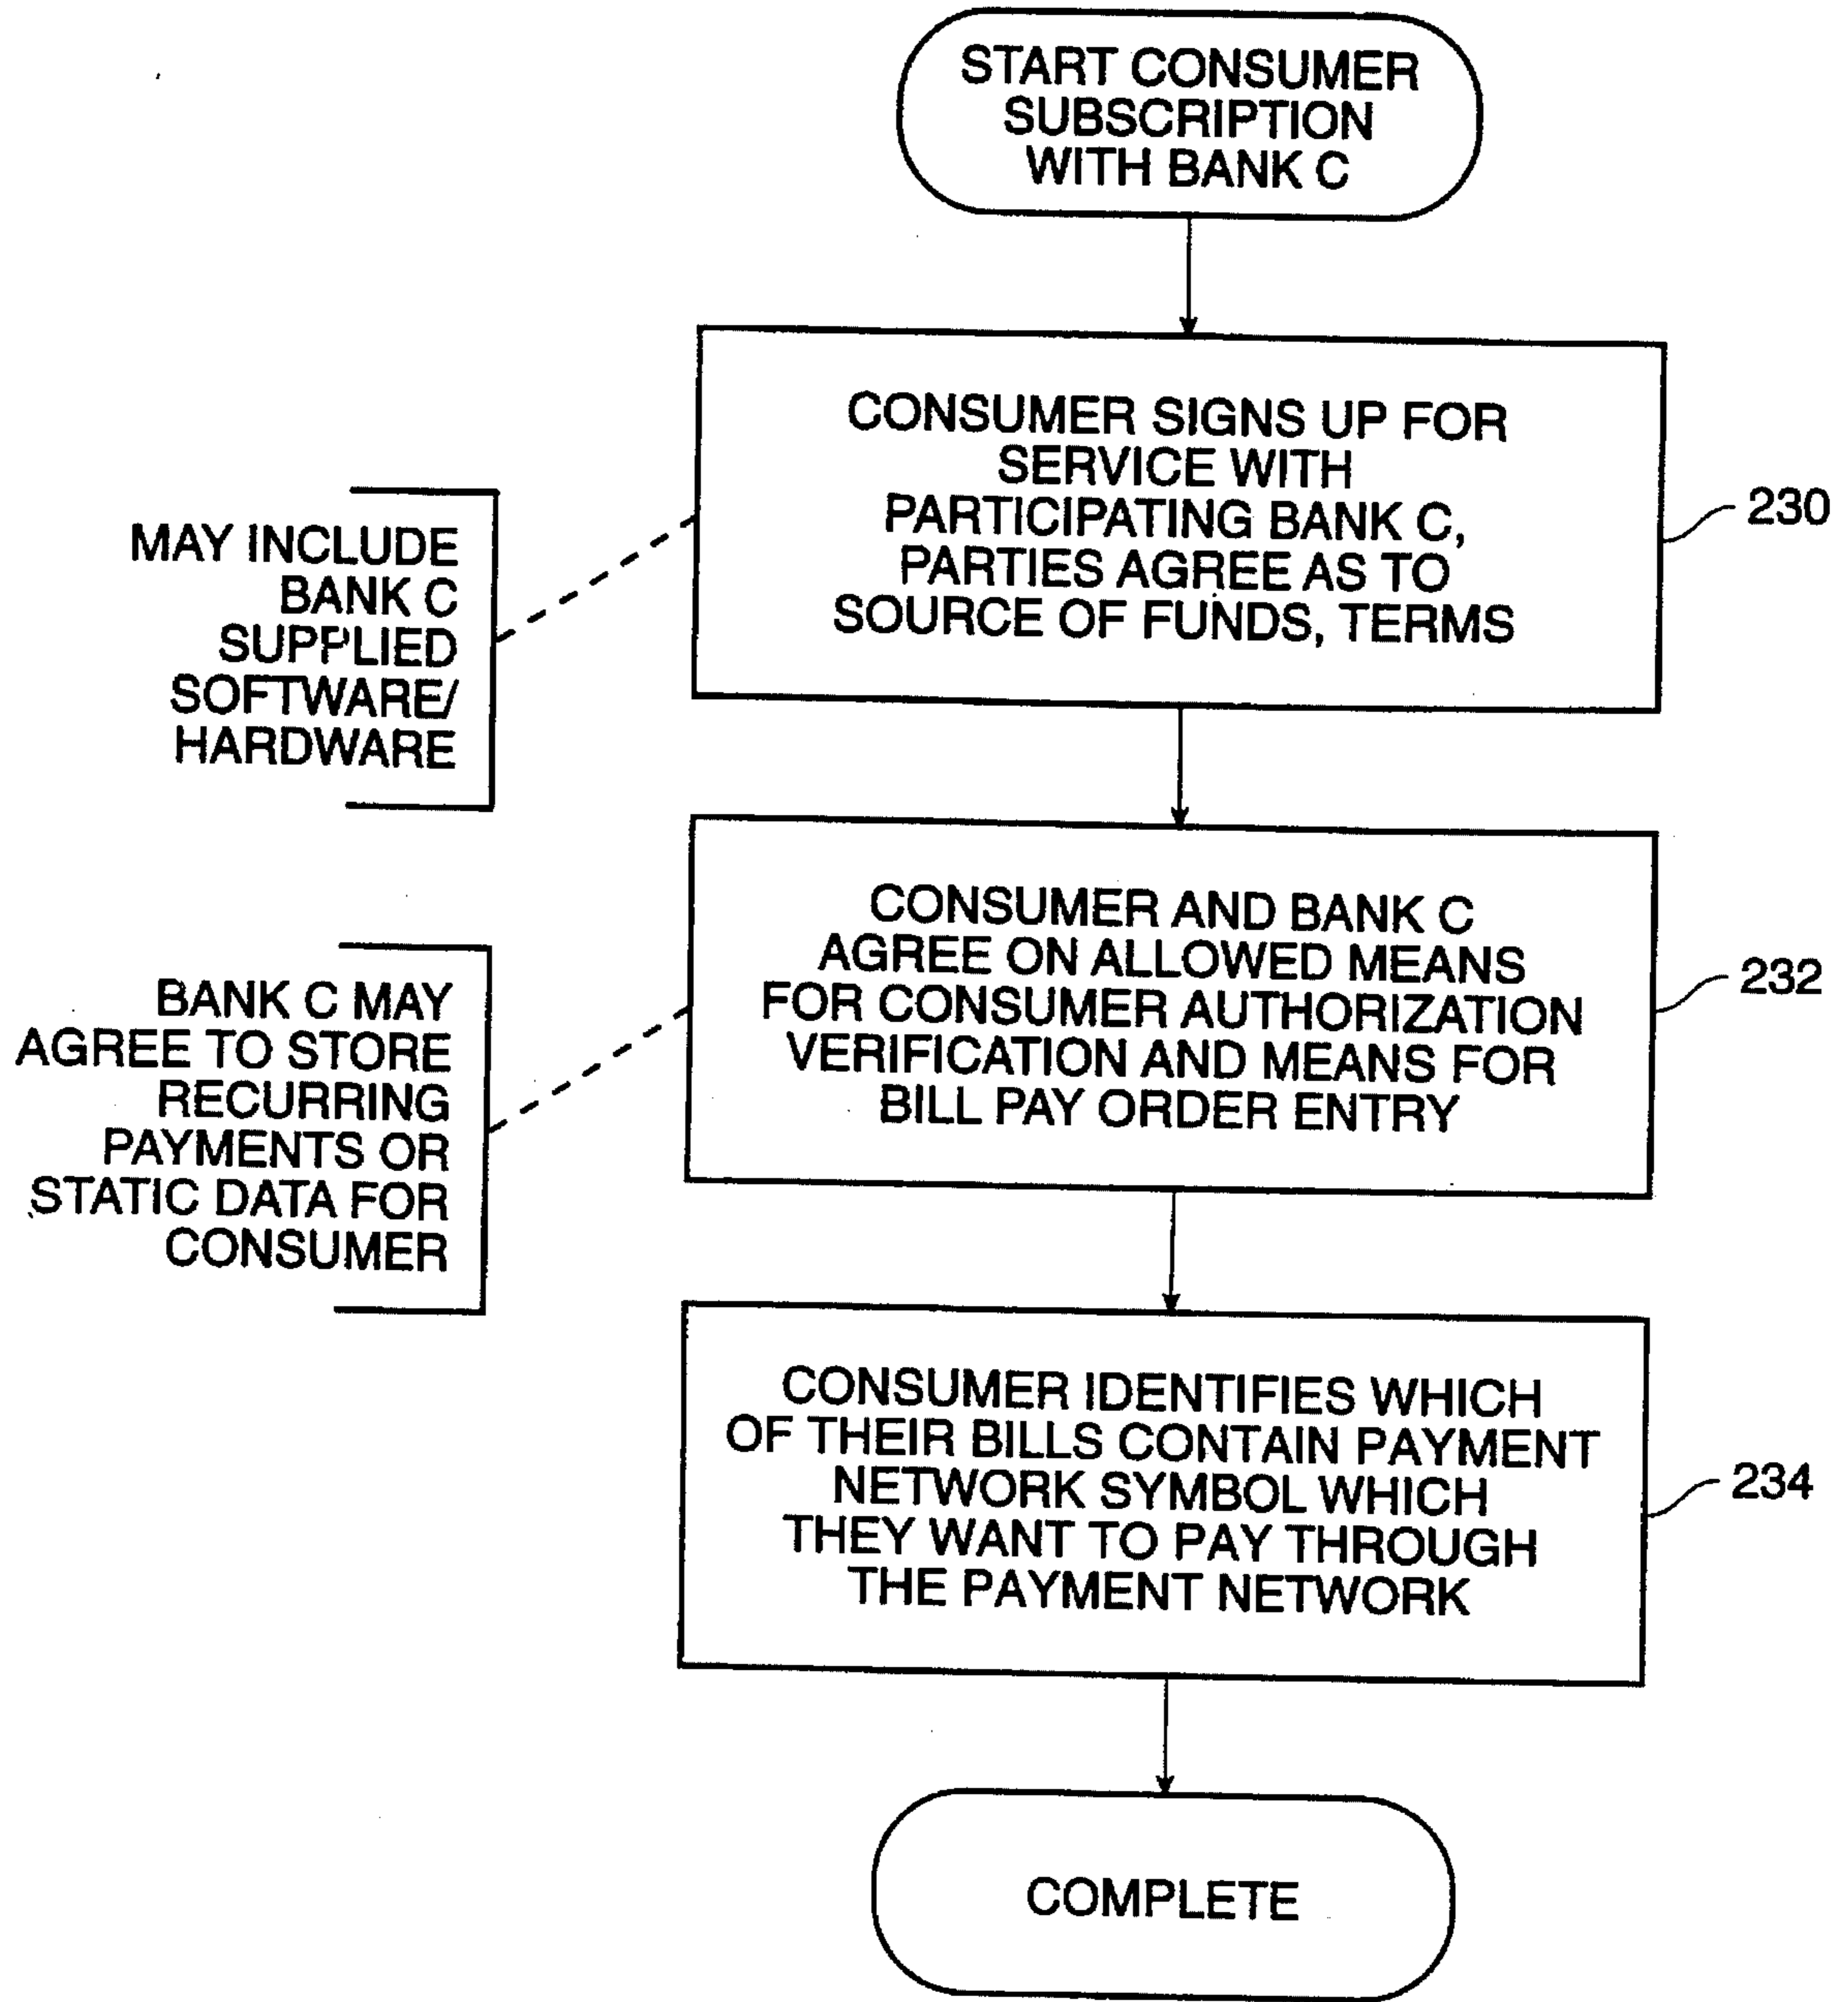 START CONSUMER
SUBSCRIPTION
WITH BANK C
CONSUMER SIGNS UP FOR
SERVICE WITH
PARTICIPATING BANK C,
PARTIES AGREE AS TO
SOURCE OF FUNDS, TERMS
230
MAY INCLUDE
BANK C
SUPPLIED
SOFTWARE/
HARDWARE
CONSUMER AND BANK C
AGREE ON ALLOWED MEANS
FOR CONSUMER AUTHORIZATION
VERIFICATION AND MEANS FOR
BILL PAY ORDER ENTRY
232
BANK C MAY
AGREE TO STORE
RECURRING
PAYMENTS OR
STATIC DATA FOR
CONSUMER
CONSUMER IDENTIFIES WHICH
OF THEIR BILLS CONTAIN PAYMENT
NETWORK SYMBOL WHICH
THEY WANT TO PAY THROUGH
THE PAYMENT NETWORK
234
COMPLETE